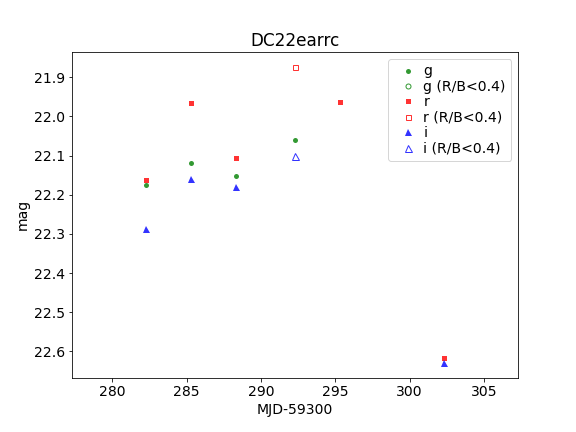 DC22earrc
21.9
22.0
22.1
22.2
22.3
22.4
22.5
22.6
mag
g
g (R/B<0.4)
r
r (R/B<0.4)
i
i (R/B<0.4)
280 285 290 295 300 305
MJD-59300